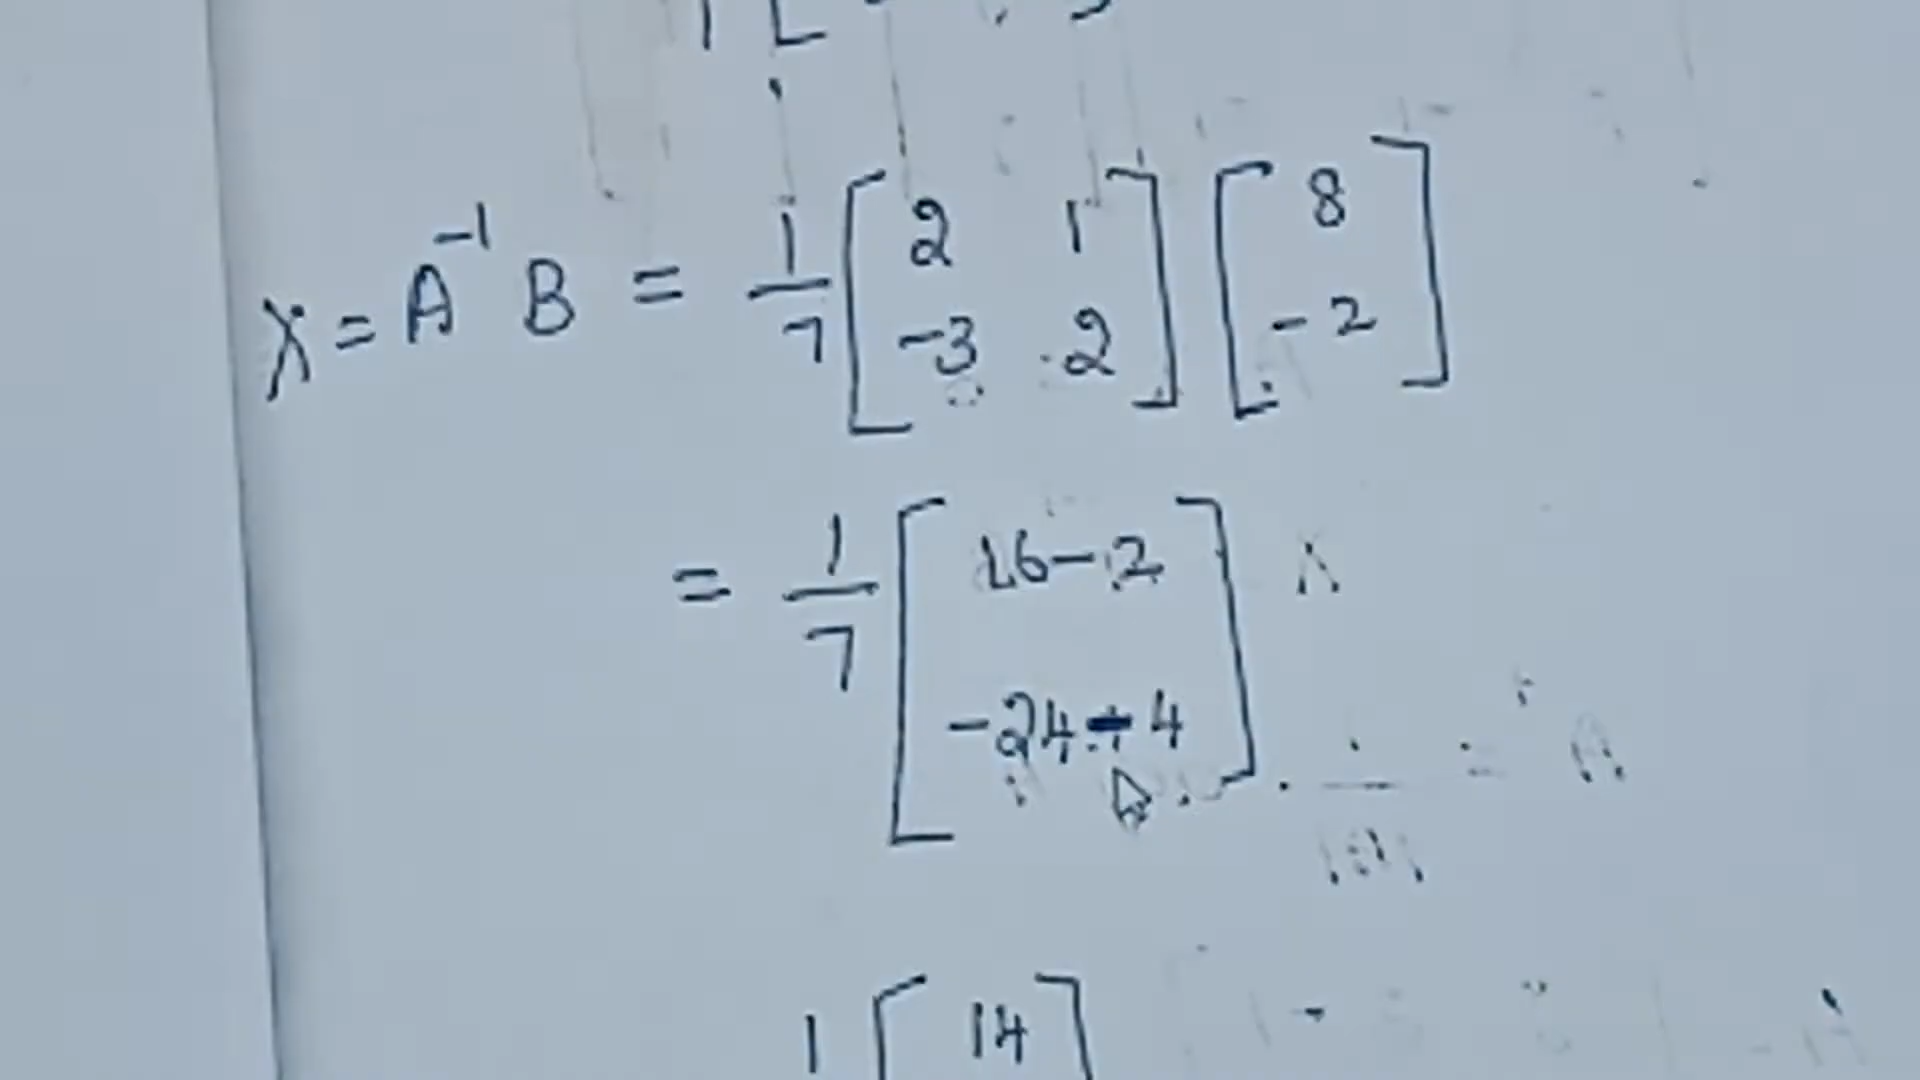 X = A⁻¹ B = 1/7 [ 2 1 ; -3 2 ] [ 8 ; -2 ]
= 1/7 [ 16-2 ; -24-4 ]
1 [ 14 ]